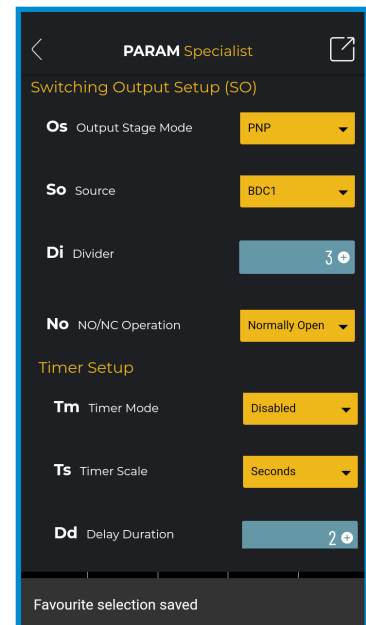 PARAM Specialist
Switching Output Setup (SO)
Os Output Stage Mode PNP
So Source BDC1
Di Divider 3
No NO/NC Operation Normally Open
Timer Setup
Tm Timer Mode Disabled
Ts Timer Scale Seconds
Dd Delay Duration 2
Favourite selection saved